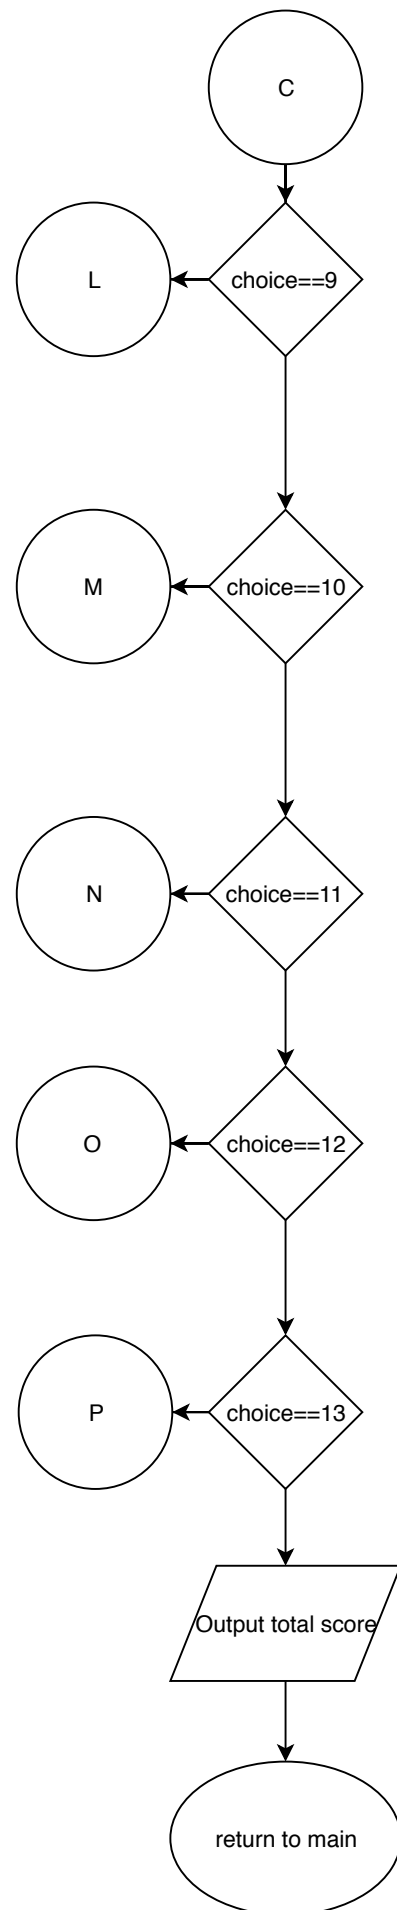 C
L
choice==9
M
choice==10
N
choice==11
O
choice==12
P
choice==13
Output total score
return to main